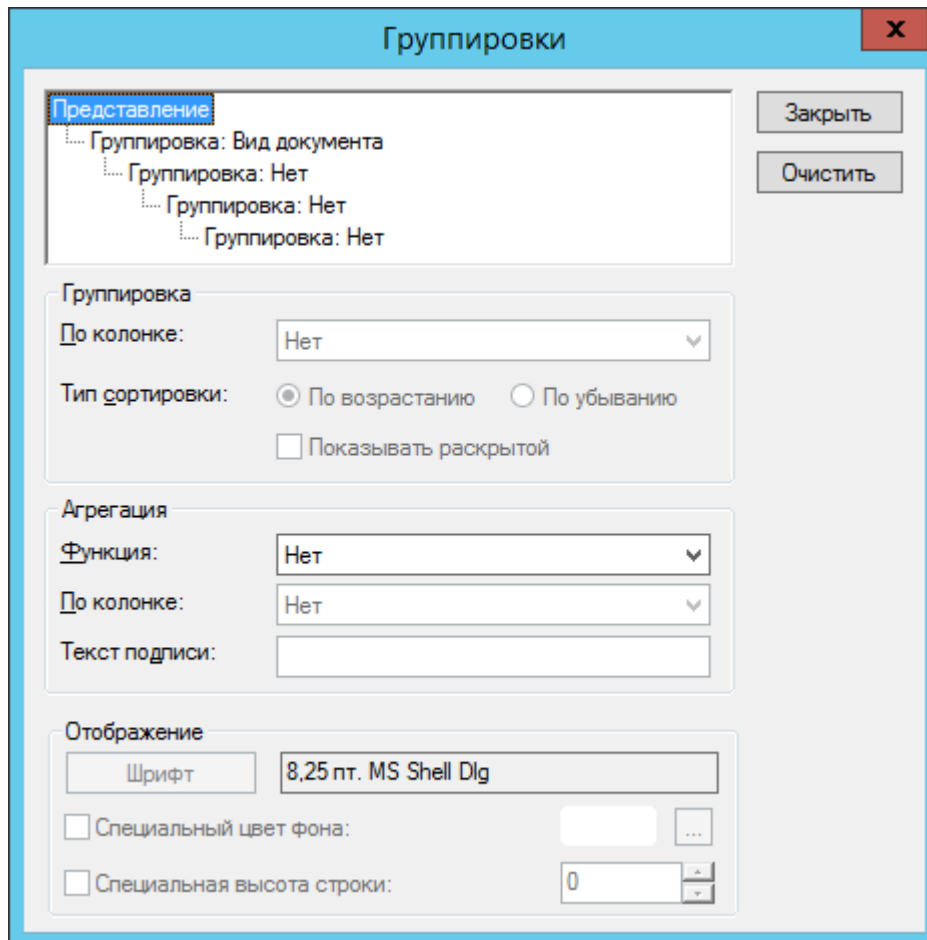 Группировки
x
Представление
Группировка: Вид документа
Группировка: Нет
Группировка: Нет
Группировка: Нет
Закрыть
Очистить
Группировка
По колонке:
Нет
Тип сортировки:
По возрастанию
По убыванию
Показывать раскрытой
Агрегация
Функция:
Нет
По колонке:
Нет
Текст подписи:
Отображение
Шрифт
8,25 пт. MS Shell Dlg
Специальный цвет фона:
...
Специальная высота строки:
0